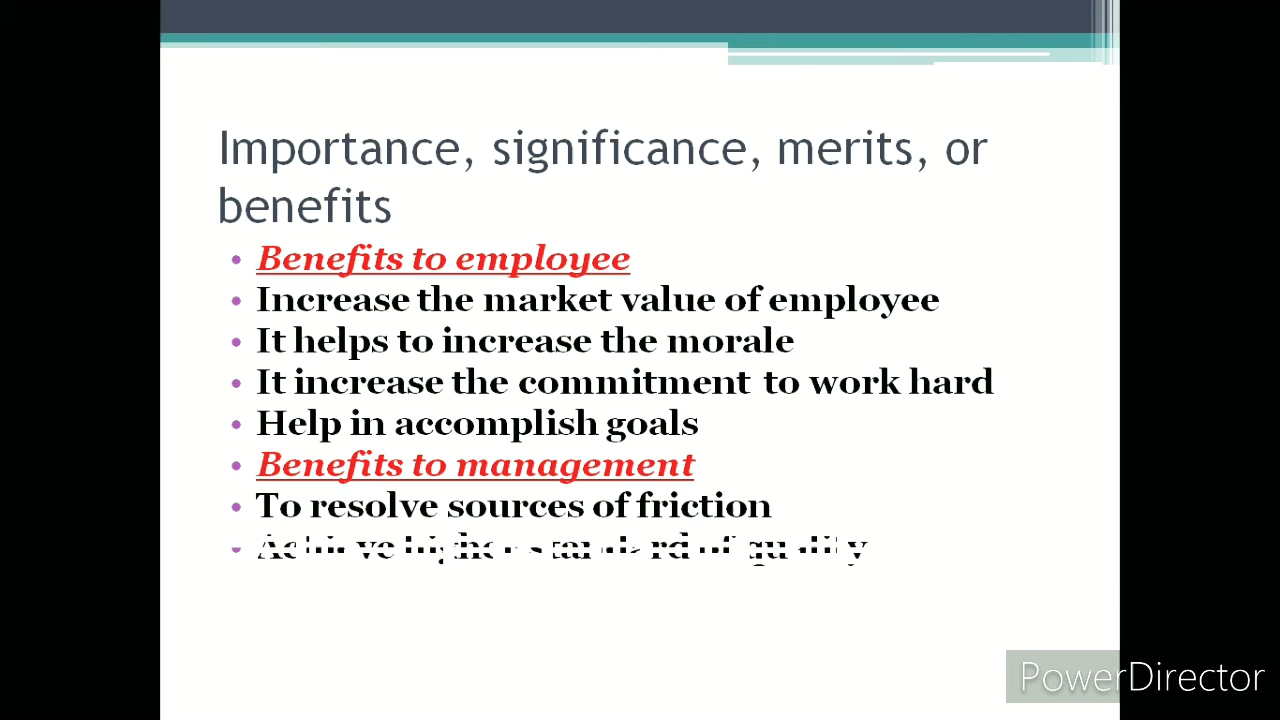 Importance, significance, merits, or
benefits
• Benefits to employee
• Increase the market value of employee
• It helps to increase the morale
• It increase the commitment to work hard
• Help in accomplish goals
• Benefits to management
• To resolve sources of friction
• Achieve higher standard of quality
PowerDirector